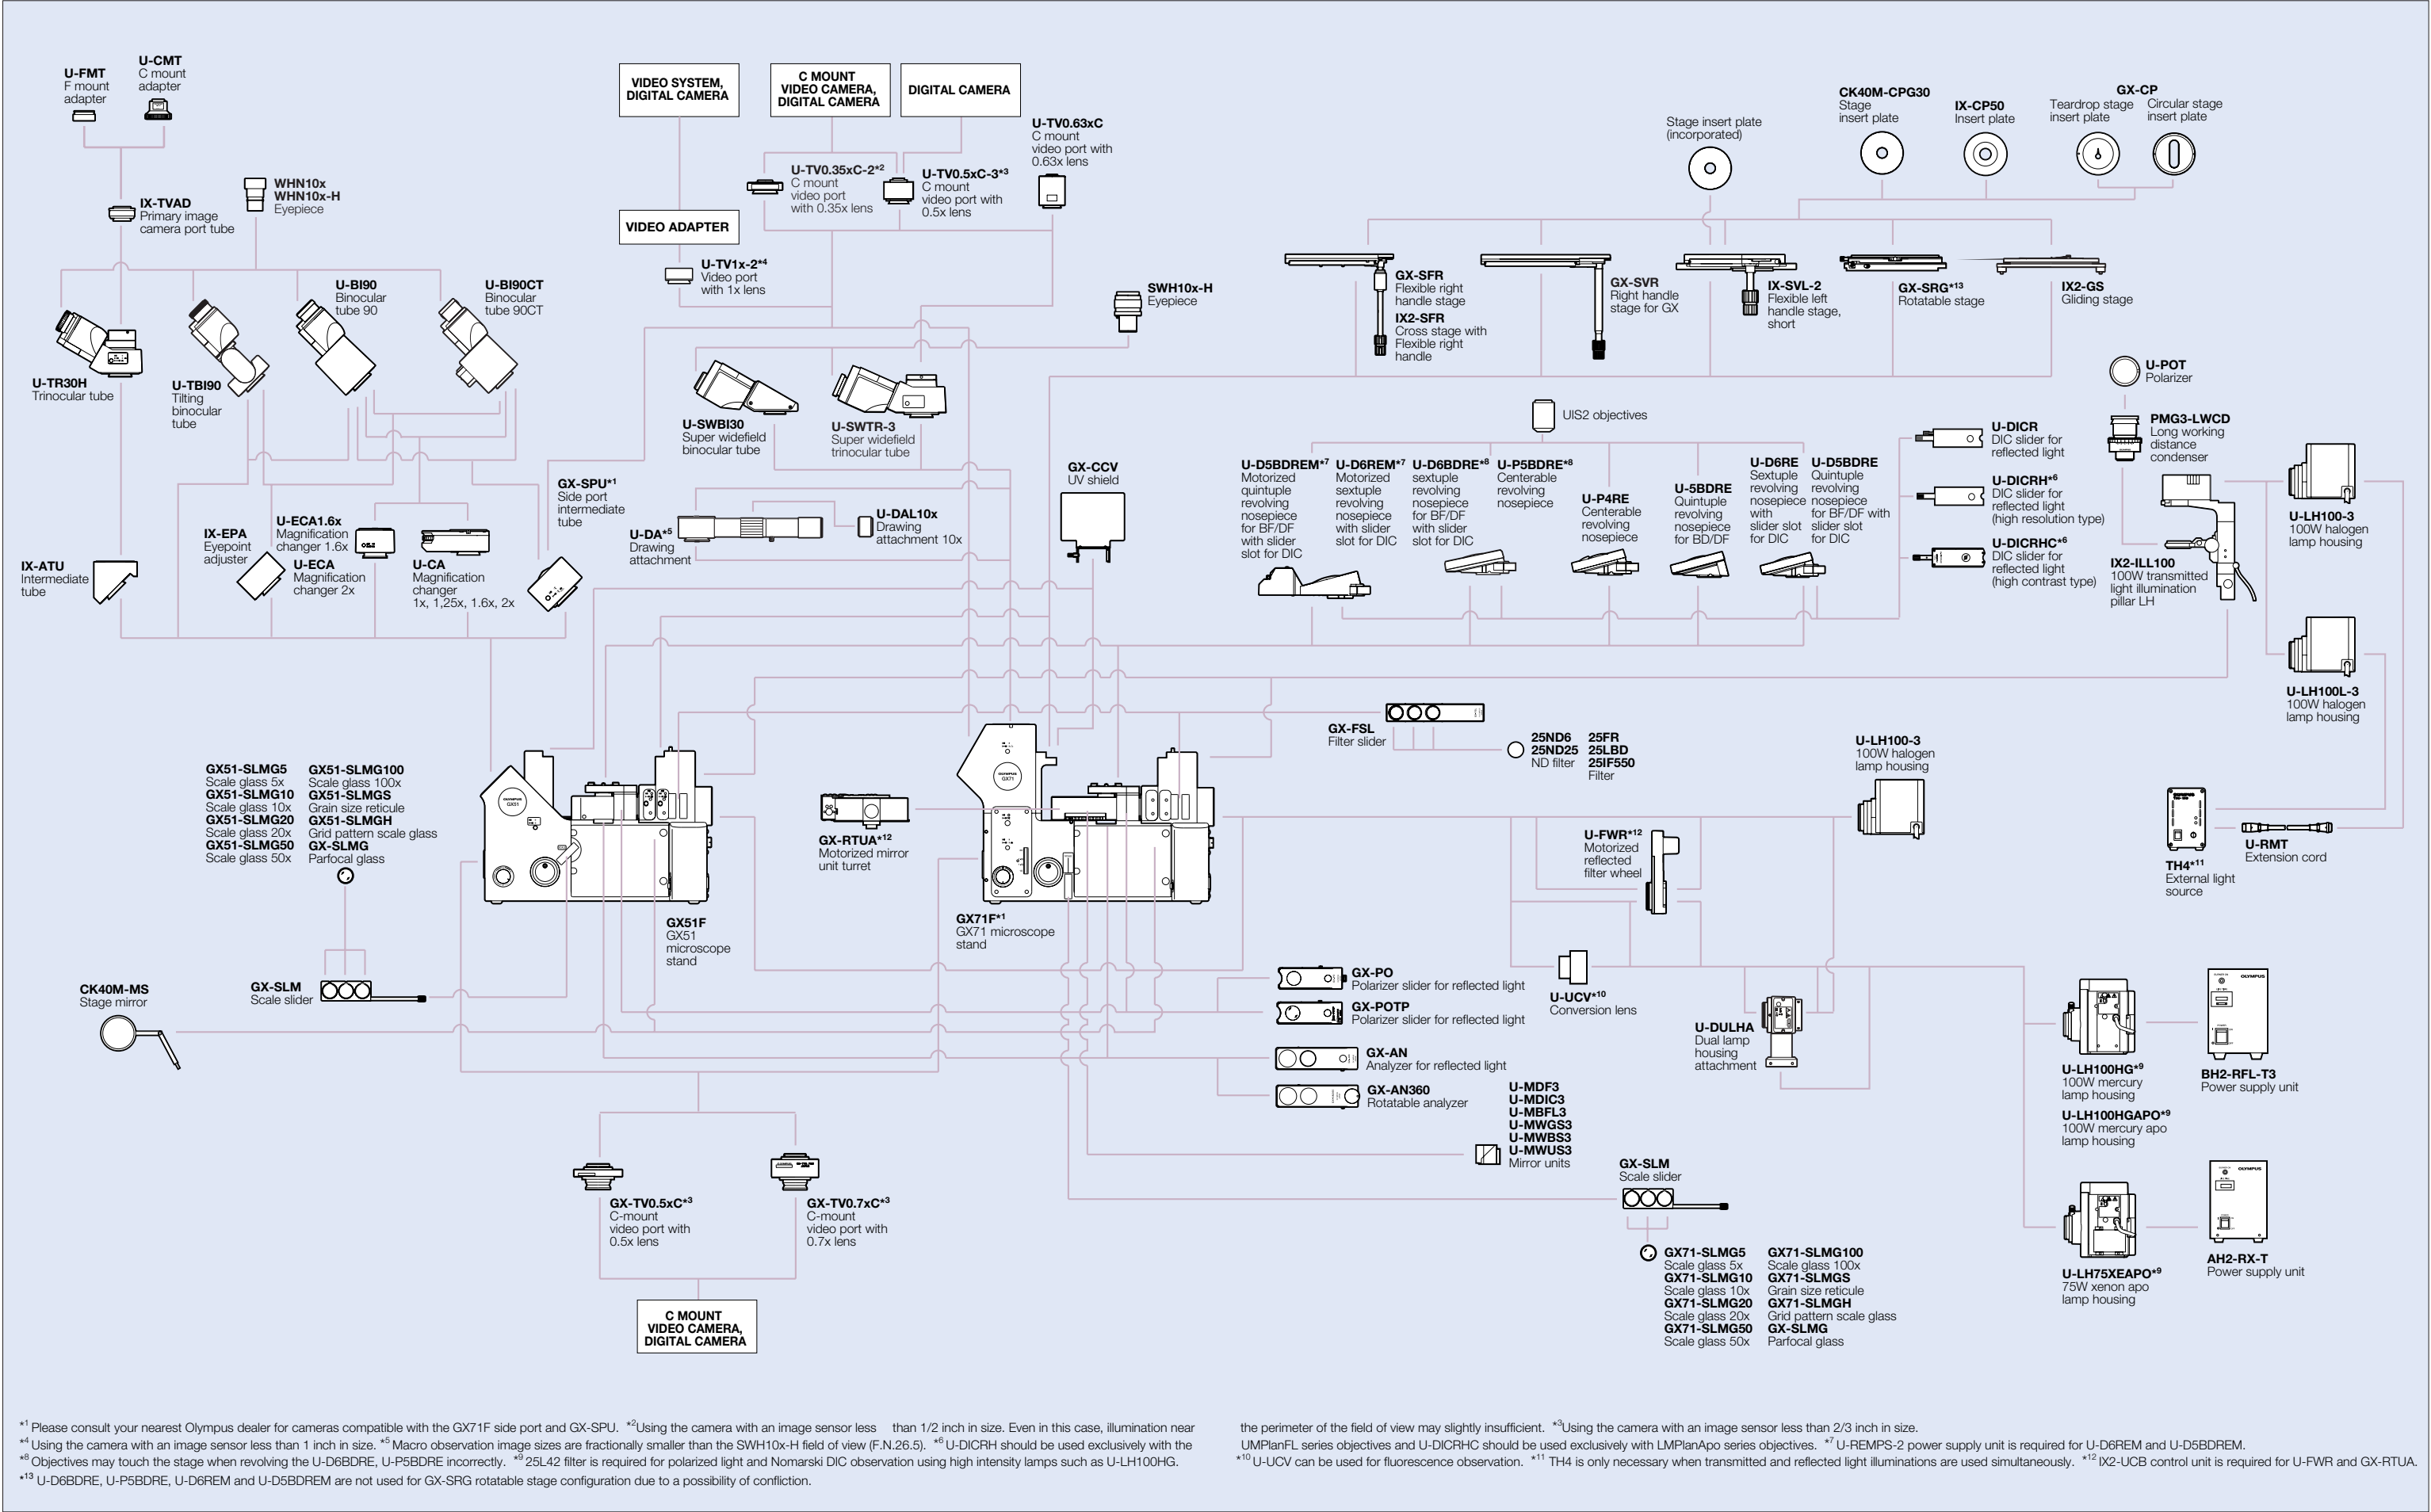 U-FMT
F mount
adapter
U-CMT
C mount
adapter
IX-TVAD
Primary image
camera port tube
WHN10x
WHN10x-H
Eyepiece
U-TR30H
Trinocular tube
U-TBI90
Tilting
binocular
tube
U-BI90
Binocular
tube 90
U-BI90CT
Binocular
tube 90CT
VIDEO SYSTEM,
DIGITAL CAMERA
C MOUNT
VIDEO CAMERA,
DIGITAL CAMERA
DIGITAL CAMERA
VIDEO ADAPTER
U-TV1x-2*4
Video port
with 1x lens
U-TV0.35xC-2*2
C mount
video port
with 0.35x lens
U-TV0.5xC-3*3
C mount
video port with
0.5x lens
U-TV0.63xC
C mount
video port with
0.63x lens
SWH10x-H
Eyepiece
U-SWBI30
Super widefield
binocular tube
U-SWTR-3
Super widefield
trinocular tube
GX-CCV
UV shield
IX-ATU
Intermediate
tube
IX-EPA
Eyepoint
adjuster
U-ECA1.6x
Magnification
changer 1.6x
U-ECA
Magnification
changer 2x
U-CA
Magnification
changer
1x, 1,25x, 1.6x, 2x
GX-SPU*1
Side port
intermediate
tube
U-DA*5
Drawing
attachment
U-DAL10x
Drawing
attachment 10x
Stage insert plate
(incorporated)
CK40M-CPG30
Stage
insert plate
IX-CP50
Insert plate
GX-CP
Teardrop stage
insert plate
Circular stage
insert plate
GX-SFR
Flexible right
handle stage
IX2-SFR
Cross stage with
Flexible right
handle
GX-SVR
Right handle
stage for GX
IX-SVL-2
Flexible left
handle stage,
short
GX-SRG*13
Rotatable stage
IX2-GS
Gliding stage
UIS2 objectives
U-D5BDREM*7
Motorized
quintuple
revolving
nosepiece
for BF/DF
with slider
slot for DIC
U-D6REM*7
Motorized
sextuple
revolving
nosepiece
with slider
slot for DIC
U-D6BDRE*8
sextuple
revolving
nosepiece
for BF/DF
with slider
slot for DIC
U-P5BDRE*8
Centerable
revolving
nosepiece
U-P4RE
Centerable
revolving
nosepiece
U-5BDRE
Quintuple
revolving
nosepiece
for BD/DF
U-D6RE
Sextuple
revolving
nosepiece
with
slider slot
for DIC
U-D5BDRE
Quintuple
revolving
nosepiece
for BF/DF with
slider slot
for DIC
U-DICR
DIC slider for
reflected light
U-DICRH*6
DIC slider for
reflected light
(high resolution type)
U-DICRHC*6
DIC slider for
reflected light
(high contrast type)
U-POT
Polarizer
PMG3-LWCD
Long working
distance
condenser
IX2-ILL100
100W transmitted
light illumination
pillar LH
U-LH100-3
100W halogen
lamp housing
U-LH100L-3
100W halogen
lamp housing
GX-FSL
Filter slider
25ND6
25ND25
ND filter
25FR
25LBD
25IF550
Filter
U-LH100-3
100W halogen
lamp housing
TH4*11
External light
source
U-RMT
Extension cord
GX51-SLMG5
Scale glass 5x
GX51-SLMG10
Scale glass 10x
GX51-SLMG20
Scale glass 20x
GX51-SLMG50
Scale glass 50x
GX51-SLMG100
Scale glass 100x
GX51-SLMGS
Grain size reticule
GX51-SLMGH
Grid pattern scale glass
GX-SLMG
Parfocal glass
OLYMPUS
GX51
GX51F
GX51
microscope
stand
GX-RTUA*12
Motorized mirror
unit turret
OLYMPUS
GX71
GX71F*1
GX71 microscope
stand
U-FWR*12
Motorized
reflected
filter wheel
CK40M-MS
Stage mirror
GX-SLM
Scale slider
GX-PO
Polarizer slider for reflected light
GX-POTP
Polarizer slider for reflected light
GX-AN
Analyzer for reflected light
GX-AN360
Rotatable analyzer
U-UCV*10
Conversion lens
U-DULHA
Dual lamp
housing
attachment
U-MDF3
U-MDIC3
U-MBFL3
U-MWGS3
U-MWBS3
U-MWUS3
Mirror units
U-LH100HG*9
100W mercury
lamp housing
U-LH100HGAPO*9
100W mercury apo
lamp housing
OLYMPUS
BH2-RFL-T3
Power supply unit
OLYMPUS
U-LH75XEAPO*9
75W xenon apo
lamp housing
AH2-RX-T
Power supply unit
GX-TV0.5xC*3
C-mount
video port with
0.5x lens
GX-TV0.7xC*3
C-mount
video port with
0.7x lens
C MOUNT
VIDEO CAMERA,
DIGITAL CAMERA
GX-SLM
Scale slider
GX71-SLMG5
Scale glass 5x
GX71-SLMG10
Scale glass 10x
GX71-SLMG20
Scale glass 20x
GX71-SLMG50
Scale glass 50x
GX71-SLMG100
Scale glass 100x
GX71-SLMGS
Grain size reticule
GX71-SLMGH
Grid pattern scale glass
GX-SLMG
Parfocal glass
*1 Please consult your nearest Olympus dealer for cameras compatible with the GX71F side port and GX-SPU. *2Using the camera with an image sensor less than 1/2 inch in size. Even in this case, illumination near the perimeter of the field of view may slightly insufficient. *3Using the camera with an image sensor less than 2/3 inch in size.
*4 Using the camera with an image sensor less than 1 inch in size. *5 Macro observation image sizes are fractionally smaller than the SWH10x-H field of view (F.N.26.5). *6 U-DICRH should be used exclusively with the UMPlanFL series objectives and U-DICRHC should be used exclusively with LMPlanApo series objectives. *7 U-REMPS-2 power supply unit is required for U-D6REM and U-D5BDREM.
*8 Objectives may touch the stage when revolving the U-D6BDRE, U-P5BDRE incorrectly. *9 25L42 filter is required for polarized light and Nomarski DIC observation using high intensity lamps such as U-LH100HG. *10 U-UCV can be used for fluorescence observation. *11 TH4 is only necessary when transmitted and reflected light illuminations are used simultaneously. *12 IX2-UCB control unit is required for U-FWR and GX-RTUA.
*13 U-D6BDRE, U-P5BDRE, U-D6REM and U-D5BDREM are not used for GX-SRG rotatable stage configuration due to a possibility of confliction.